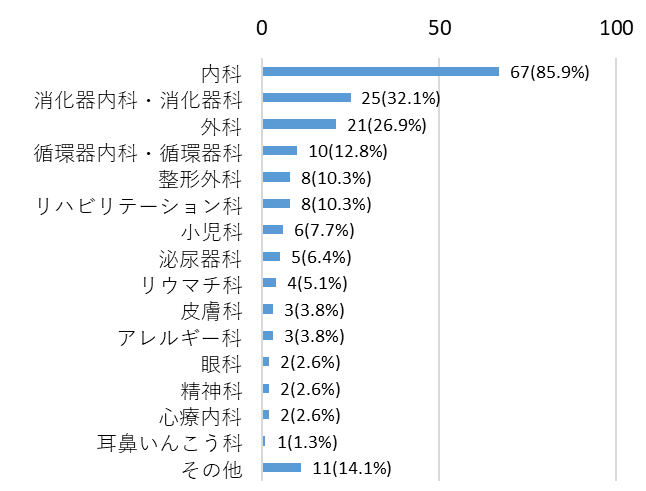 0 50 100
内科 67(85.9%)
消化器内科・消化器科 25(32.1%)
外科 21(26.9%)
循環器内科・循環器科 10(12.8%)
整形外科 8(10.3%)
リハビリテーション科 8(10.3%)
小児科 6(7.7%)
泌尿器科 5(6.4%)
リウマチ科 4(5.1%)
皮膚科 3(3.8%)
アレルギー科 3(3.8%)
眼科 2(2.6%)
精神科 2(2.6%)
心療内科 2(2.6%)
耳鼻いんこう科 1(1.3%)
その他 11(14.1%)